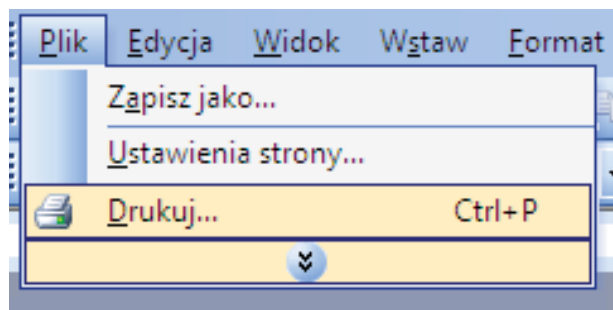 Plik Edycja Widok Wstaw Format
Zapisz jako...
Ustawienia strony...
Drukuj... Ctrl+P